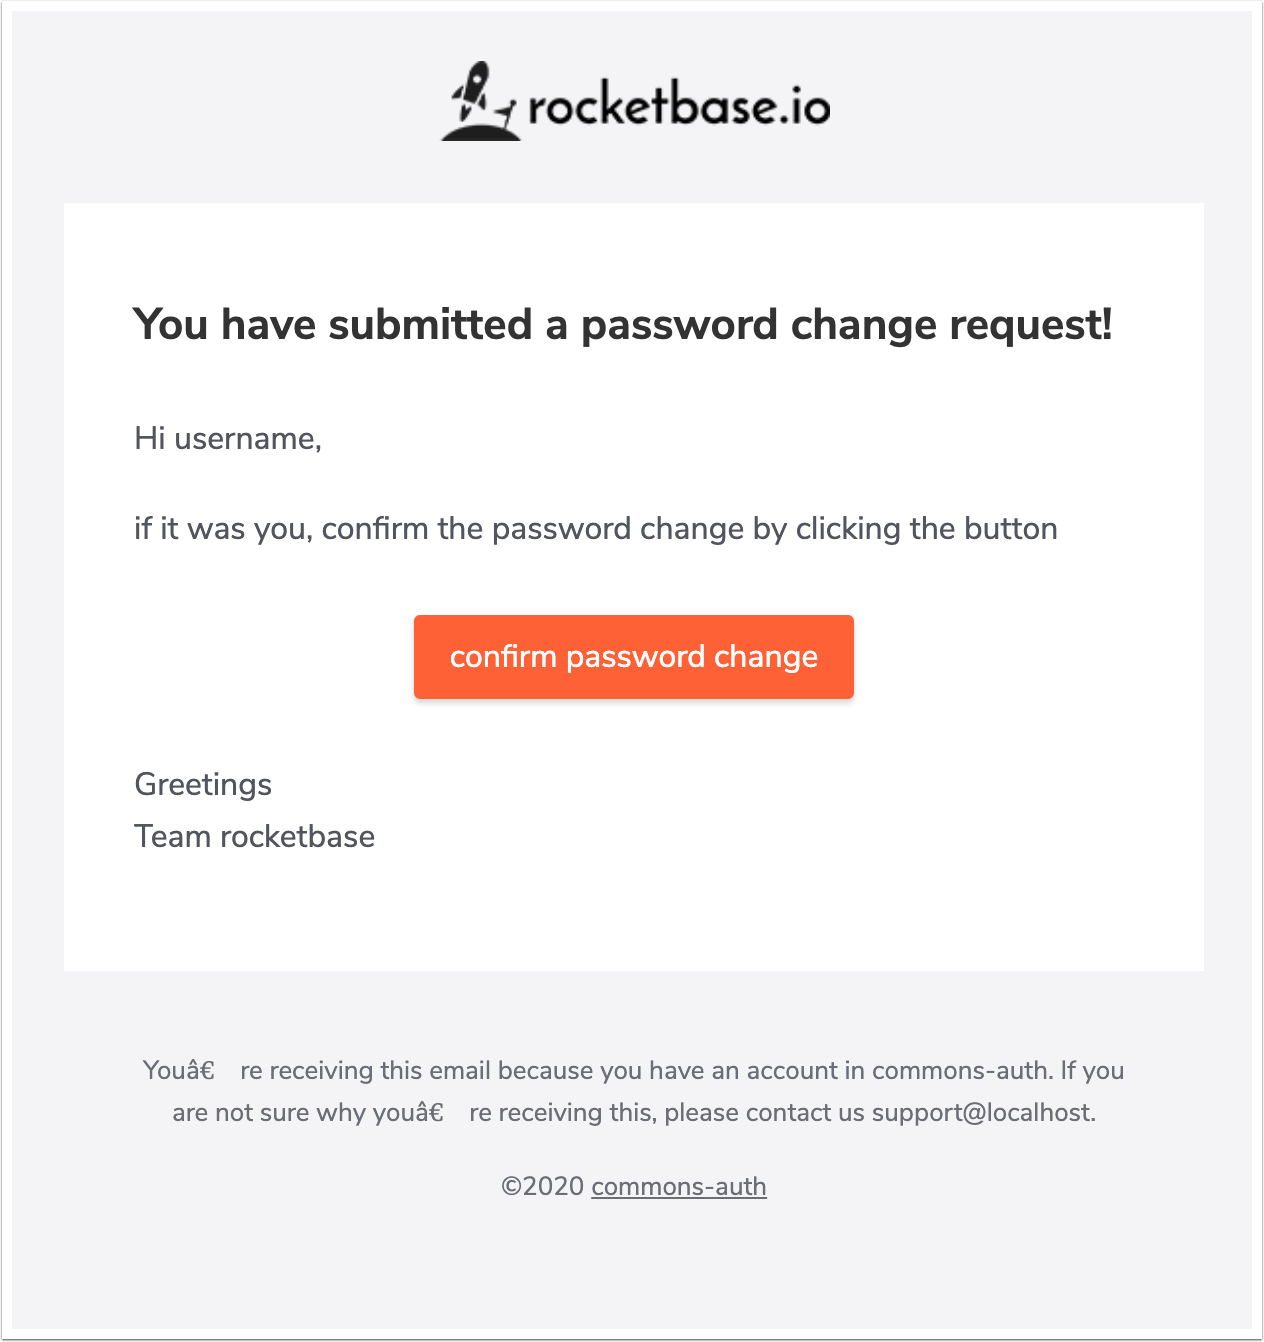 rocketbase.io
You have submitted a password change request!
Hi username,
if it was you, confirm the password change by clicking the button
confirm password change
Greetings
Team rocketbase
Youâ€ re receiving this email because you have an account in commons-auth. If you
are not sure why youâ€ re receiving this, please contact us support@localhost.
©2020 commons-auth